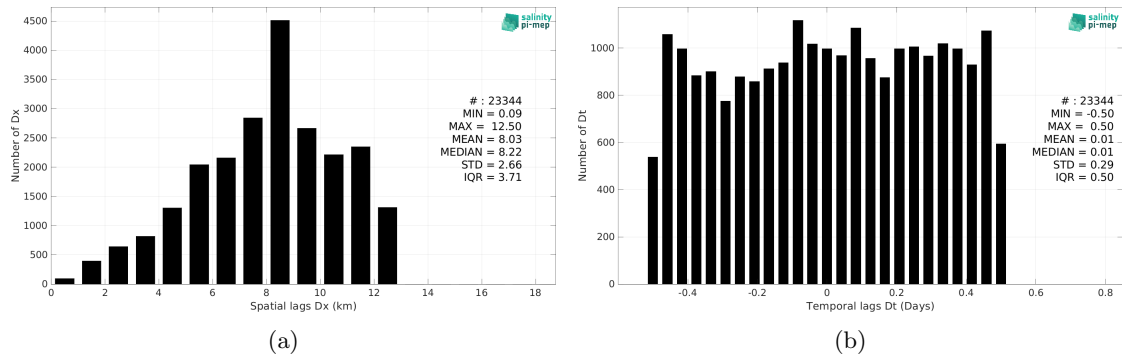 4500
4000
3500
3000
2500
2000
1500
1000
500
0
Number of Dx
0 2 4 6 8 10 12 14 16 18
Spatial lags Dx (km)
salinity
pi-mep
# : 23344
MIN = 0.09
MAX = 12.50
MEAN = 8.03
MEDIAN = 8.22
STD = 2.66
IQR = 3.71
(a)
1000
800
600
400
200
0
Number of Dt
-0.4 -0.2 0 0.2 0.4 0.6 0.8
Temporal lags Dt (Days)
salinity
pi-mep
# : 23344
MIN = -0.50
MAX = 0.50
MEAN = 0.01
MEDIAN = 0.01
STD = 0.29
IQR = 0.50
(b)